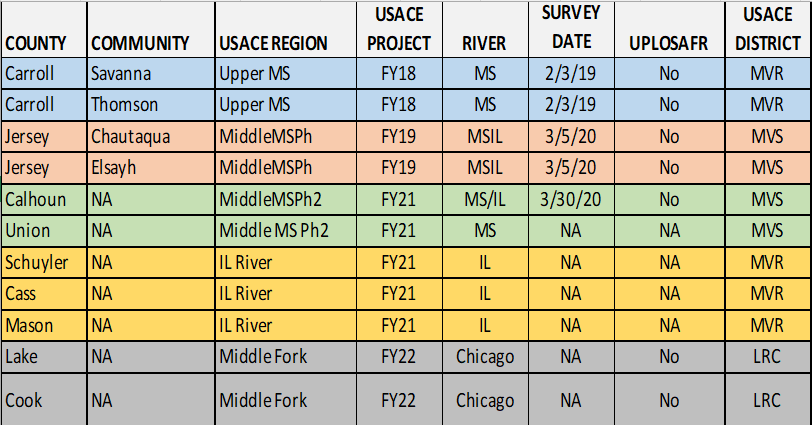 COUNTY COMMUNITY USACE REGION USACE PROJECT RIVER SURVEY DATE UPLOSAFR USACE DISTRICT
Carroll Savanna Upper MS FY18 MS 2/3/19 No MVR
Carroll Thomson Upper MS FY18 MS 2/3/19 No MVR
Jersey Chautaqua MiddleMSPh FY19 MSIL 3/5/20 No MVS
Jersey Elsayh MiddleMSPh FY19 MSIL 3/5/20 No MVS
Calhoun NA MiddleMSPh2 FY21 MS/IL 3/30/20 No MVS
Union NA Middle MS Ph2 FY21 MS NA NA MVS
Schuyler NA IL River FY21 IL NA NA MVR
Cass NA IL River FY21 IL NA NA MVR
Mason NA IL River FY21 IL NA NA MVR
Lake NA Middle Fork FY22 Chicago NA No LRC
Cook NA Middle Fork FY22 Chicago NA No LRC